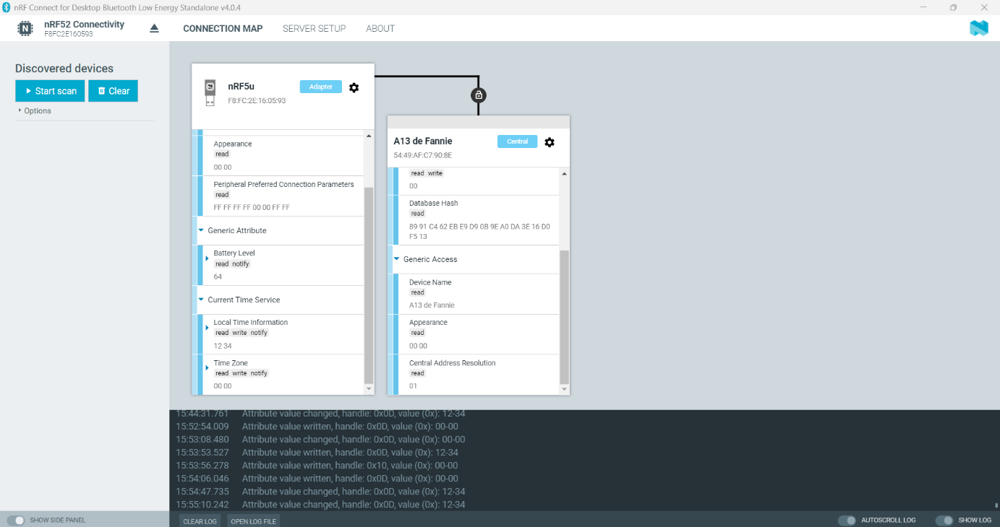 nRF Connect for Desktop Bluetooth Low Energy Standalone v4.0.4
nRF52 Connectivity
F8FC2E160593
CONNECTION MAP
SERVER SETUP
ABOUT
Discovered devices
Start scan
Clear
Options
nRF5u
Adapter
F8:FC:2E:16:05:93
Appearance
read
00 00
Peripheral Preferred Connection Parameters
read
FF FF FF FF 00 00 FF FF
Generic Attribute
Battery Level
read notify
64
Current Time Service
Local Time Information
read write notify
12 34
Time Zone
read write notify
00 00
A13 de Fannie
Central
54:49:AF:C7:90:8E
read write
00
Database Hash
read
89 91 C4 62 EB E9 D9 0B 9E A0 DA 3E 16 D0
F5 13
Generic Access
Device Name
read
A13 de Fannie
Appearance
read
00 00
Central Address Resolution
read
01
15:44:31.761 Attribute value changed, handle: 0x0D, value (0x): 12-34
15:52:54.009 Attribute value written, handle: 0x0D, value (0x): 00-00
15:53:08.480 Attribute value changed, handle: 0x0D, value (0x): 00-00
15:53:53.527 Attribute value written, handle: 0x0D, value (0x): 12-34
15:53:56.278 Attribute value written, handle: 0x10, value (0x): 00-00
15:54:06.046 Attribute value written, handle: 0x0D, value (0x): 00-00
15:54:47.735 Attribute value changed, handle: 0x0D, value (0x): 12-34
15:55:10.242 Attribute value changed, handle: 0x0D, value (0x): 12-34
SHOW SIDE PANEL
CLEAR LOG
OPEN LOG FILE
AUTOSCROLL LOG
SHOW LOG